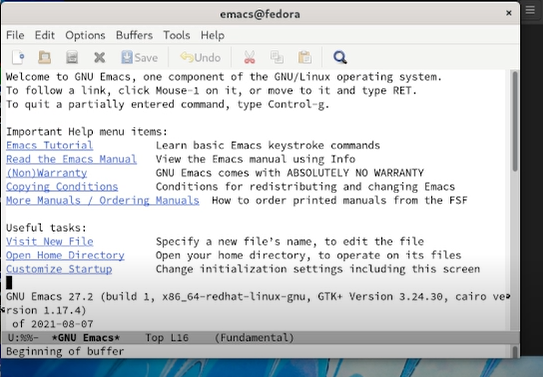 emacs@fedora
File Edit Options Buffers Tools Help
Save Undo
Welcome to GNU Emacs, one component of the GNU/Linux operating system.
To follow a link, click Mouse-1 on it, or move to it and type RET.
To quit a partially entered command, type Control-g.
Important Help menu items:
Emacs Tutorial Learn basic Emacs keystroke commands
Read the Emacs Manual View the Emacs manual using Info
(Non)Warranty GNU Emacs comes with ABSOLUTELY NO WARRANTY
Copying Conditions Conditions for redistributing and changing Emacs
More Manuals / Ordering Manuals How to order printed manuals from the FSF
Useful tasks:
Visit New File Specify a new file's name, to edit the file
Open Home Directory Open your home directory, to operate on its files
Customize Startup Change initialization settings including this screen
GNU Emacs 27.2 (build 1, x86_64-redhat-linux-gnu, GTK+ Version 3.24.30, cairo ve
rsion 1.17.4)
of 2021-08-07
U:%%- *GNU Emacs* Top L16 (Fundamental)
Beginning of buffer